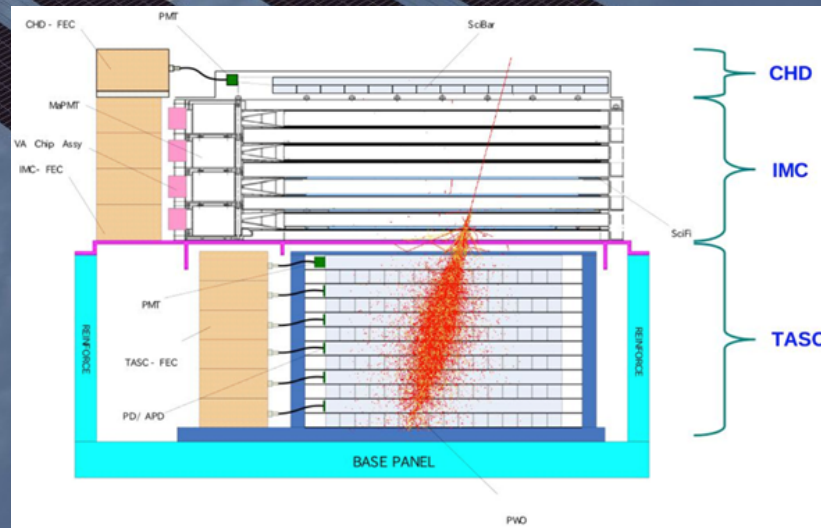 CHD - FEC
PMT
SciBar
CHD
MaPMT
VA Chip Assy
IMC- FEC
IMC
SciFi
PMT
REINFORCE
TASC - FEC
REINFORCE
TASC
PD/ APD
BASE PANEL
PWO